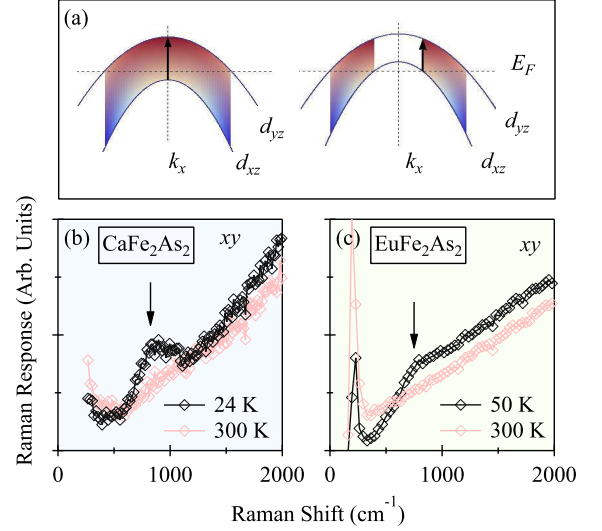 (a)
E_F
d_yz
d_xz
k_x
d_yz
d_xz
k_x
Raman Response (Arb. Units)
(b)
CaFe₂As₂
xy
24 K
300 K
0
1000
2000
(c)
EuFe₂As₂
xy
50 K
300 K
0
1000
2000
Raman Shift (cm⁻¹)